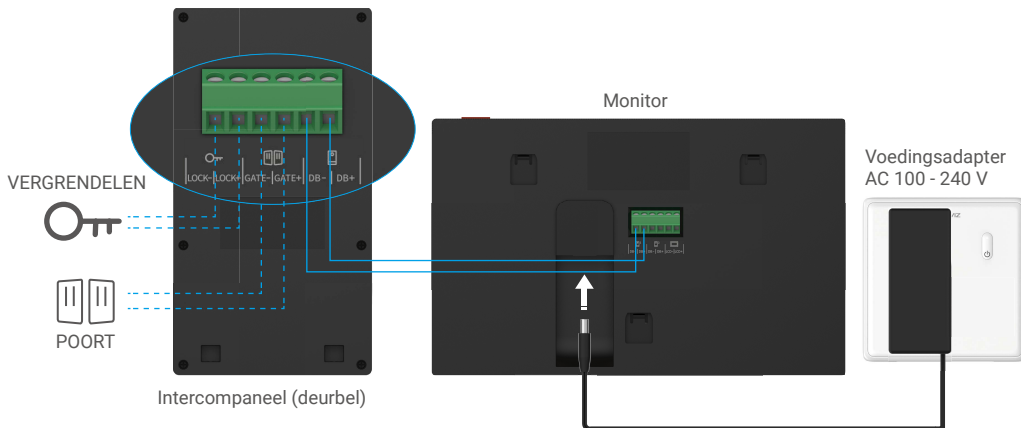 Monitor
Voedingsadapter
AC 100 - 240 V
LOCK- LOCK+ GATE- GATE+ DB- DB+
VERGRENDELEN
POORT
Intercompaneel (deurbel)